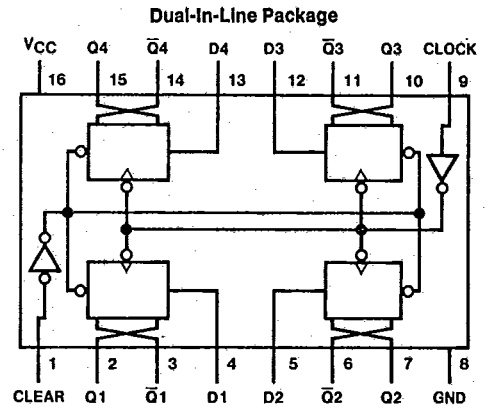 Dual-In-Line Package
VCC Q4 Q̅4 D4 D3 Q̅3 Q3 CLOCK
16 15 14 13 12 11 10 9
1 2 3 4 5 6 7 8
CLEAR Q1 Q̅1 D1 D2 Q̅2 Q2 GND